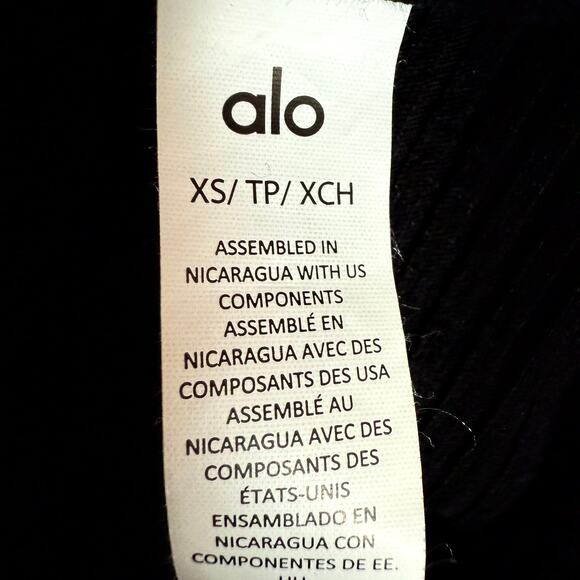 alo
XS/ TP/ XCH
ASSEMBLED IN
NICARAGUA WITH US
COMPONENTS
ASSEMBLÉ EN
NICARAGUA AVEC DES
COMPOSANTS DES USA
ASSEMBLÉ AU
NICARAGUA AVEC DES
COMPOSANTS DES
ÉTATS-UNIS
ENSAMBLADO EN
NICARAGUA CON
COMPONENTES DE EE.
UU